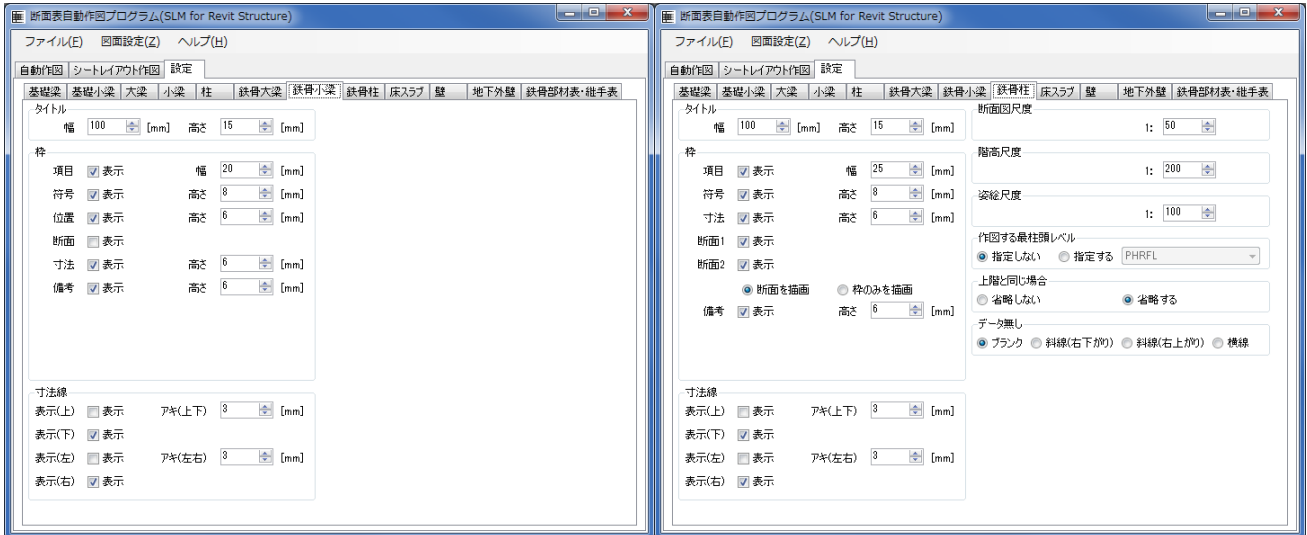 断面表自動作図プログラム(SLM for Revit Structure)
ファイル(F) 図面設定(Z) ヘルプ(H)
自動作図 シートレイアウト作図 設定
基礎梁 基礎小梁 大梁 小梁 柱 鉄骨大梁 鉄骨小梁 鉄骨柱 床スラブ 壁 地下外壁 鉄骨部材表・継手表
タイトル
幅 100 [mm] 高さ 15 [mm]
枠
項目 表示 幅 20 [mm]
符号 表示 高さ 8 [mm]
位置 表示 高さ 6 [mm]
断面 表示
寸法 表示 高さ 6 [mm]
備考 表示 高さ 6 [mm]
寸法線
表示(上) 表示 アキ(上下) 3 [mm]
表示(下) 表示
表示(左) 表示 アキ(左右) 3 [mm]
表示(右) 表示
断面表自動作図プログラム(SLM for Revit Structure)
ファイル(F) 図面設定(Z) ヘルプ(H)
自動作図 シートレイアウト作図 設定
基礎梁 基礎小梁 大梁 小梁 柱 鉄骨大梁 鉄骨小梁 鉄骨柱 床スラブ 壁 地下外壁 鉄骨部材表・継手表
タイトル
幅 100 [mm] 高さ 15 [mm]
枠
項目 表示 幅 25 [mm]
符号 表示 高さ 8 [mm]
寸法 表示 高さ 6 [mm]
断面1 表示
断面2 表示
断面を描画 枠のみを描画
備考 表示 高さ 6 [mm]
寸法線
表示(上) 表示 アキ(上下) 3 [mm]
表示(下) 表示
表示(左) 表示 アキ(左右) 3 [mm]
表示(右) 表示
断面図尺度
1: 50
階高尺度
1: 200
姿絵尺度
1: 100
作図する最柱頭レベル
指定しない 指定する PHRFL
上階と同じ場合
省略しない 省略する
データ無し
ブランク 斜線(右下がり) 斜線(右上がり) 横線